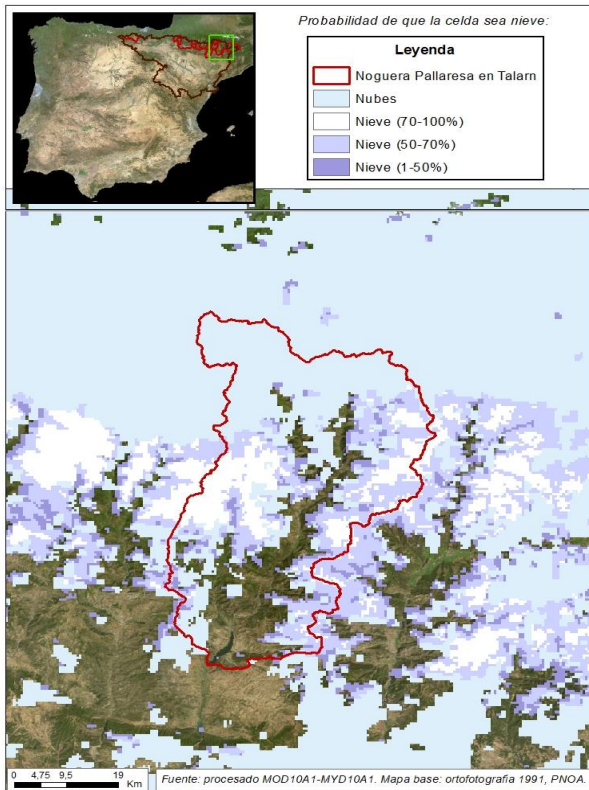 Probabilidad de que la celda sea nieve:
Leyenda
Noguera Pallaresa en Talarn
Nubes
Nieve (70-100%)
Nieve (50-70%)
Nieve (1-50%)
0 4,75 9,5 19
Km
Fuente: procesado MOD10A1-MYD10A1. Mapa base: ortofotografia 1991, PNOA.